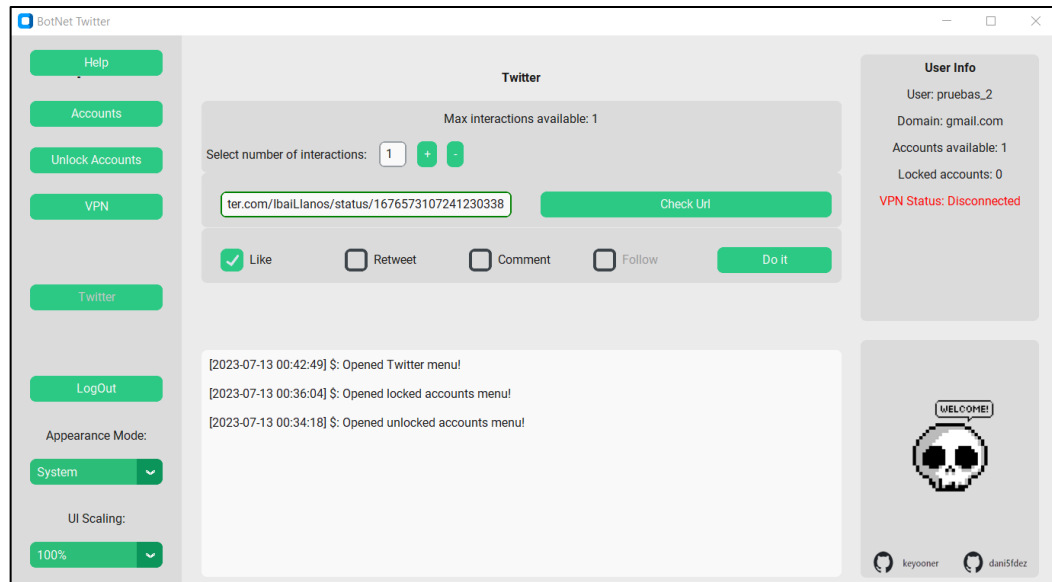 BotNet Twitter
Help
Accounts
Unlock Accounts
VPN
Twitter
LogOut
Appearance Mode:
System
UI Scaling:
100%
Twitter
Max interactions available: 1
Select number of interactions: 1 + -
ter.com/IbaiLlanos/status/1676573107241230338 Check Url
Like Retweet Comment Follow Do it
[2023-07-13 00:42:49] $: Opened Twitter menu!
[2023-07-13 00:36:04] $: Opened locked accounts menu!
[2023-07-13 00:34:18] $: Opened unlocked accounts menu!
User Info
User: pruebas_2
Domain: gmail.com
Accounts available: 1
Locked accounts: 0
VPN Status: Disconnected
WELCOME!
keyooner dani5fdez